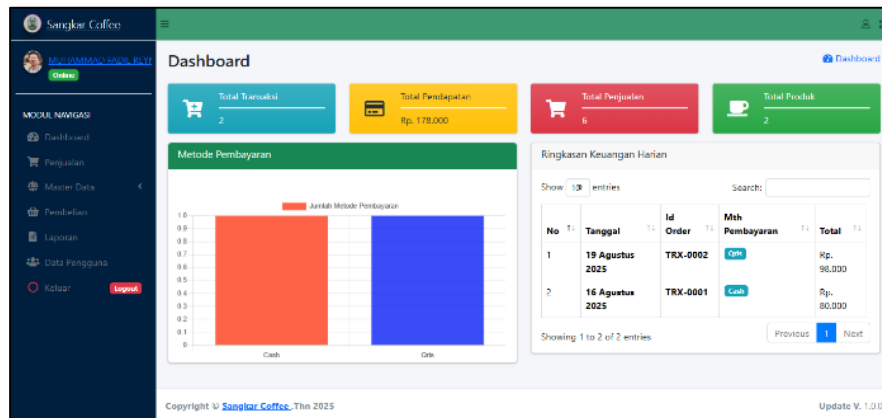 Sangkar Coffee
MUHAMMAD FADIL REY
Online
MODUL NAVIGASI
Dashboard
Penjualan
Master Data
Pembelian
Laporan
Data Pengguna
Keluar Logout
Dashboard
Dashboard
Total Transaksi
2
Total Pendapatan
Rp. 178.000
Total Penjualan
6
Total Produk
2
Metode Pembayaran
Jumlah Metode Pembayaran
1.0
0.9
0.8
0.7
0.6
0.5
0.4
0.3
0.2
0.1
0
Cash Qris
Ringkasan Keuangan Harian
Show 10 entries Search:
No Tanggal Id Order Mth Pembayaran Total
1 19 Agustus 2025 TRX-0002 Qris Rp. 98.000
2 16 Agustus 2025 TRX-0001 Cash Rp. 80.000
Showing 1 to 2 of 2 entries
Previous 1 Next
Copyright © Sangkar Coffee .Thn 2025
Update V. 1.0.0